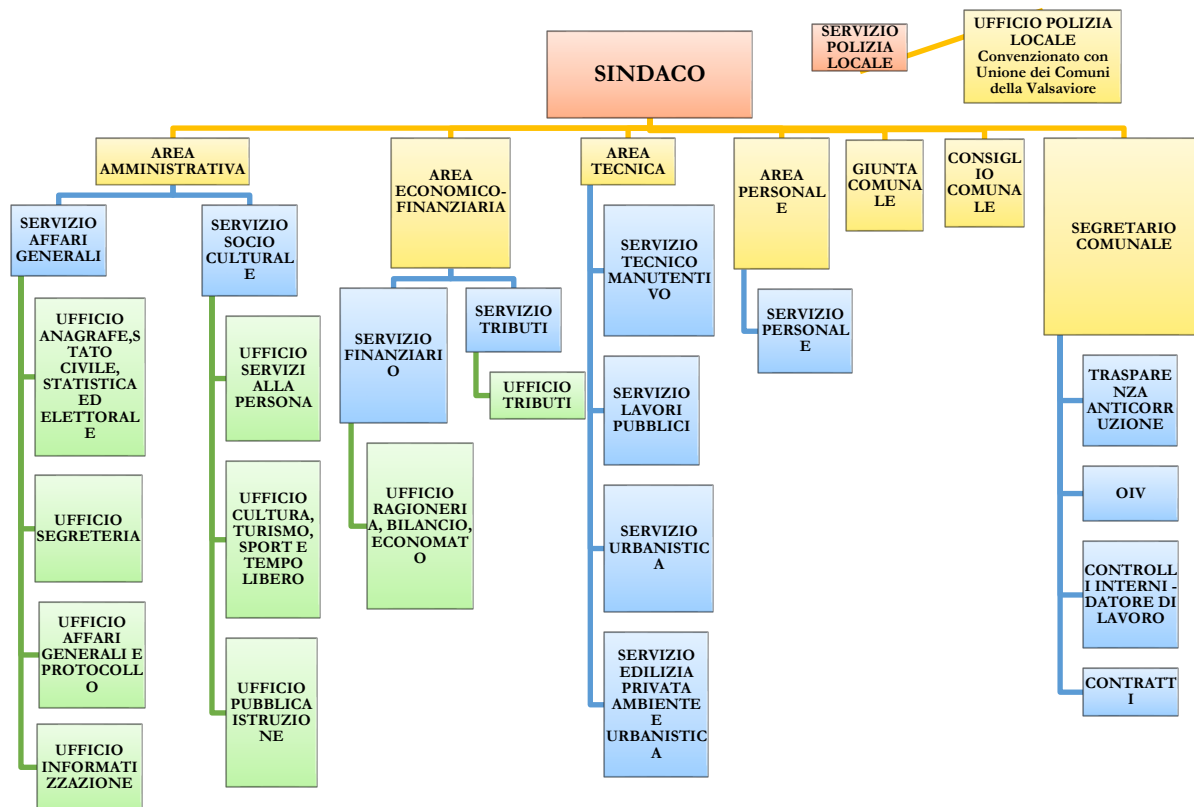 SINDACO
SERVIZIO
POLIZIA
LOCALE
UFFICIO POLIZIA
LOCALE
Convenzionato con
Unione dei Comuni
della Valsaviore
AREA
AMMINISTRATIVA
SERVIZIO
AFFARI
GENERALI
UFFICIO
ANAGRAFE,S
TATO
CIVILE,
STATISTICA
ED
ELETTORAL
E
UFFICIO
SEGRETERIA
UFFICIO
AFFARI
GENERALI E
PROTOCOLL
O
UFFICIO
INFORMATI
ZZAZIONE
SERVIZIO
SOCIO
CULTURAL
E
UFFICIO
SERVIZI
ALLA
PERSONA
UFFICIO
CULTURA,
TURISMO,
SPORT E
TEMPO
LIBERO
UFFICIO
PUBBLICA
ISTRUZIO
NE
AREA
ECONOMICO-
FINANZIARIA
SERVIZIO
FINANZIARI
O
UFFICIO
RAGIONERI
A, BILANCIO,
ECONOMAT
O
SERVIZIO
TRIBUTI
UFFICIO
TRIBUTI
AREA
TECNICA
SERVIZIO
TECNICO
MANUTENTI
VO
SERVIZIO
LAVORI
PUBBLICI
SERVIZIO
URBANISTIC
A
SERVIZIO
EDILIZIA
PRIVATA
AMBIENTE
E
URBANISTIC
A
AREA
PERSONAL
E
SERVIZIO
PERSONAL
E
GIUNTA
COMUNA
LE
CONSIGL
IO
COMUNA
LE
SEGRETARIO
COMUNALE
TRASPARE
NZA
ANTICORR
UZIONE
OIV
CONTROLL
I INTERNI -
DATORE DI
LAVORO
CONTRATT
I